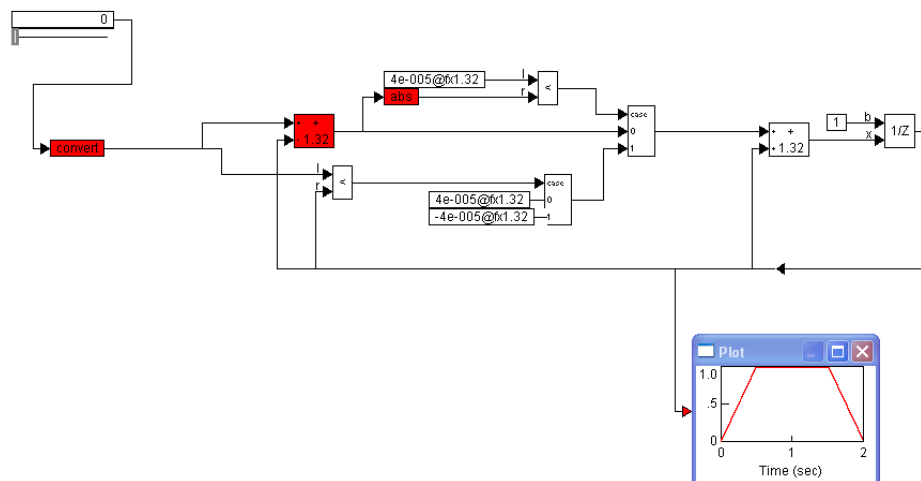 0
4e-005@fx1.32
l
r
<
abs
case
0
1
convert
- +
- 1.32
l
r
<
case
0
1
4e-005@fx1.32
-4e-005@fx1.32
+ +
+ 1.32
1
b
x
1/Z
Plot
1.0
.5
0
0
1
2
Time (sec)